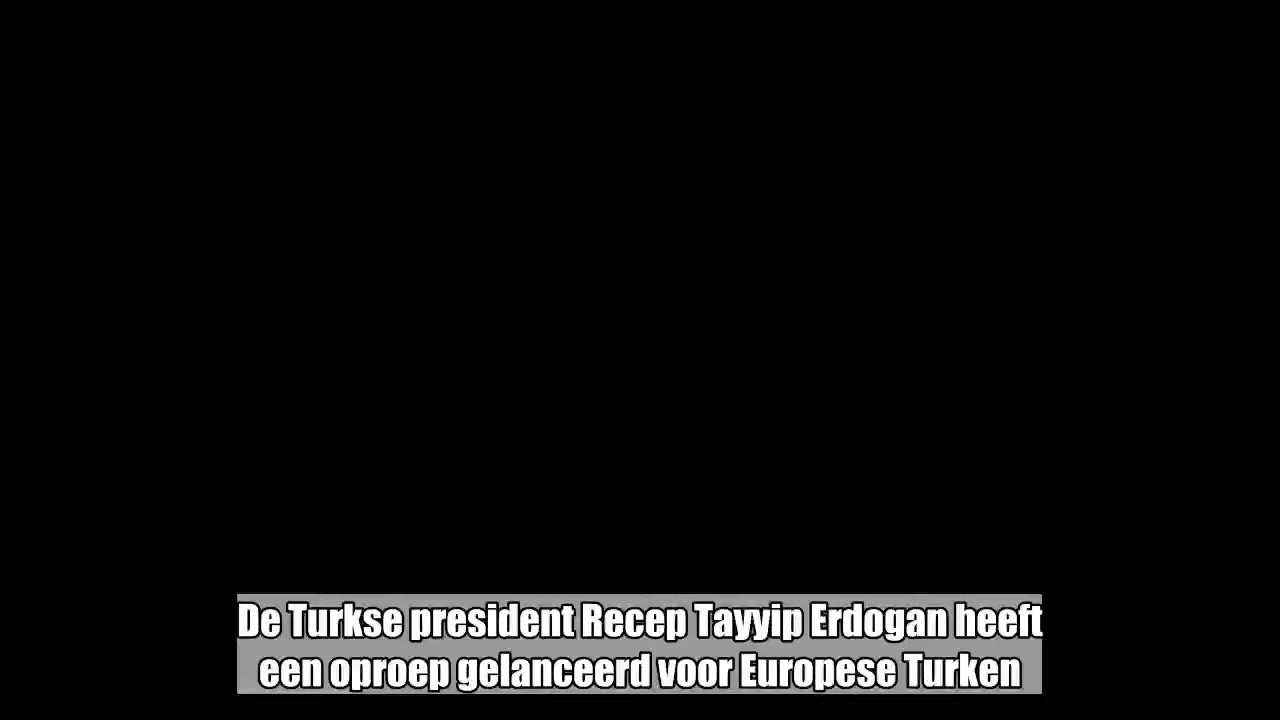 De Turkse president Recep Tayyip Erdogan heeft
een oproep gelanceerd voor Europese Turken